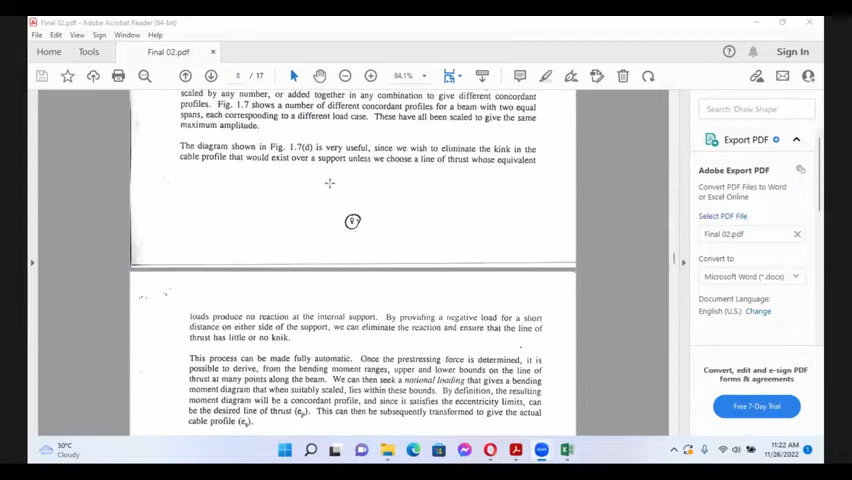 Final 02.pdf - Adobe Acrobat Reader (64-bit)
File Edit View Sign Window Help
Home Tools Final 02.pdf × Sign In
8 / 17 84.1%
scaled by any number, or added together in any combination to give different concordant
profiles. Fig. 1.7 shows a number of different concordant profiles for a beam with two equal
spans, each corresponding to a different load case. These have all been scaled to give the same
maximum amplitude.
The diagram shown in Fig. 1.7(d) is very useful, since we wish to eliminate the kink in the
cable profile that would exist over a support unless we choose a line of thrust whose equivalent
loads produce no reaction at the internal support. By providing a negative load for a short
distance on either side of the support, we can eliminate the reaction and ensure that the line of
thrust has little or no knik.
This process can be made fully automatic. Once the prestressing force is determined, it is
possible to derive, from the bending moment ranges, upper and lower bounds on the line of
thrust at many points along the beam. We can then seek a notional loading that gives a bending
moment diagram that when suitably scaled, lies within these bounds. By definition, the resulting
moment diagram will be a concordant profile, and since it satisfies the eccentricity limits, can
be the desired line of thrust (ep). This can then be subsequently transformed to give the actual
cable profile (es).
Search 'Draw Shape'
Export PDF
Adobe Export PDF
Convert PDF Files to Word
or Excel Online
Select PDF File
Final 02.pdf
Convert to
Microsoft Word (*.docx)
Document Language:
English (U.S.) Change
Convert, edit and e-sign PDF
forms & agreements
Free 7-Day Trial
30°C
Cloudy
11:22 AM
11/26/2022